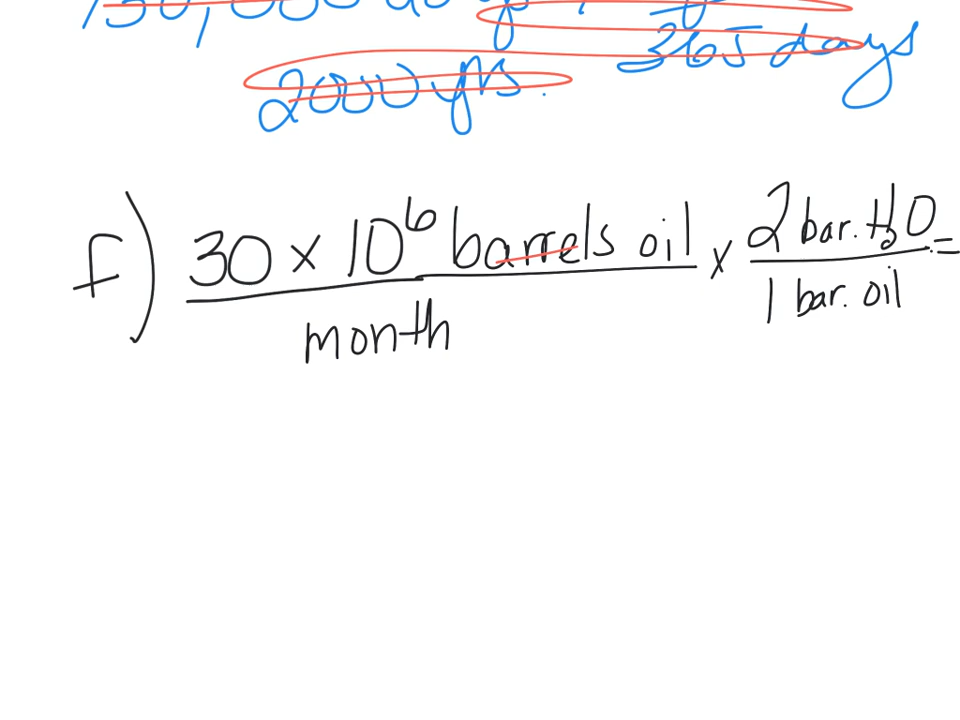 365 days
2000 yrs.
f) 30 x 10⁶ barrels oil / month x 2 bar. H₂O / 1 bar. oil =